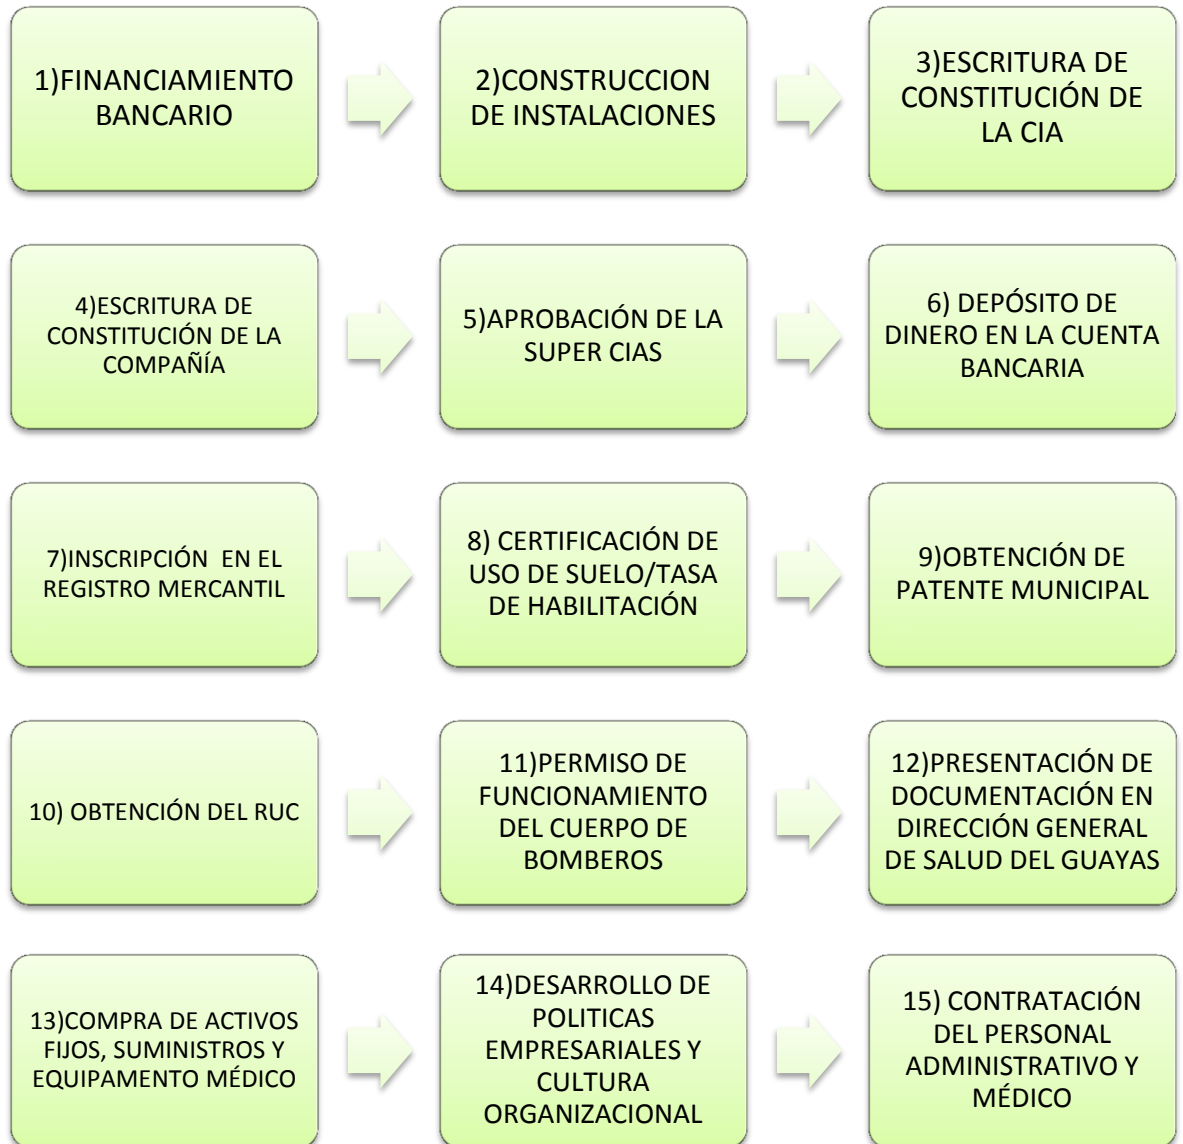 1)FINANCIAMIENTO
BANCARIO
2)CONSTRUCCION
DE INSTALACIONES
3)ESCRITURA DE
CONSTITUCIÓN DE
LA CIA
4)ESCRITURA DE
CONSTITUCIÓN DE LA
COMPAÑÍA
5)APROBACIÓN DE LA
SUPER CIAS
6) DEPÓSITO DE
DINERO EN LA CUENTA
BANCARIA
7)INSCRIPCIÓN  EN EL
REGISTRO MERCANTIL
8) CERTIFICACIÓN DE
USO DE SUELO/TASA
DE HABILITACIÓN
9)OBTENCIÓN DE
PATENTE MUNICIPAL
10) OBTENCIÓN DEL RUC
11)PERMISO DE
FUNCIONAMIENTO
DEL CUERPO DE
BOMBEROS
12)PRESENTACIÓN DE
DOCUMENTACIÓN EN
DIRECCIÓN GENERAL
DE SALUD DEL GUAYAS
13)COMPRA DE ACTIVOS
FIJOS, SUMINISTROS Y
EQUIPAMENTO MÉDICO
14)DESARROLLO DE
POLITICAS
EMPRESARIALES Y
CULTURA
ORGANIZACIONAL
15) CONTRATACIÓN
DEL PERSONAL
ADMINISTRATIVO Y
MÉDICO